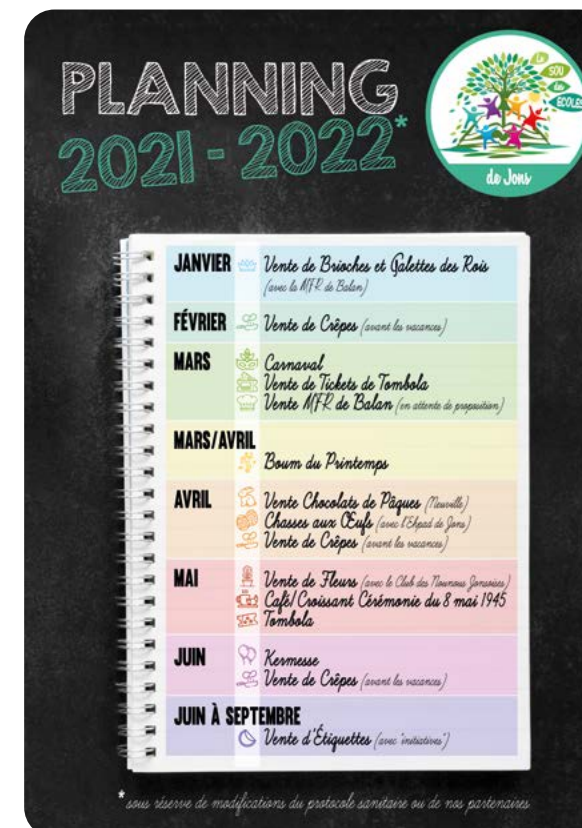 PLANNING
2021-2022*
Le
SOU
des
ECOLES
de Jons
JANVIER
Vente de Brioches et Galettes des Rois
(avec la MFR de Balan)
FÉVRIER
Vente de Crêpes (avant les vacances)
MARS
Carnaval
Vente de Tickets de Tombola
Vente MFR de Balan (en attente de proposition)
MARS/AVRIL
Boum du Printemps
AVRIL
Vente Chocolats de Pâques (Neuville)
Chasses aux Œufs (avec l'Ehpad de Jons)
Vente de Crêpes (avant les vacances)
MAI
Vente de Fleurs (avec le Club des Nounous Jonsoises)
Café/Croissant Cérémonie du 8 mai 1945
Tombola
JUIN
Kermesse
Vente de Crêpes (avant les vacances)
JUIN À SEPTEMBRE
Vente d'Étiquettes (avec "initiatives")
*sous réserve de modifications du protocole sanitaire ou de nos partenaires